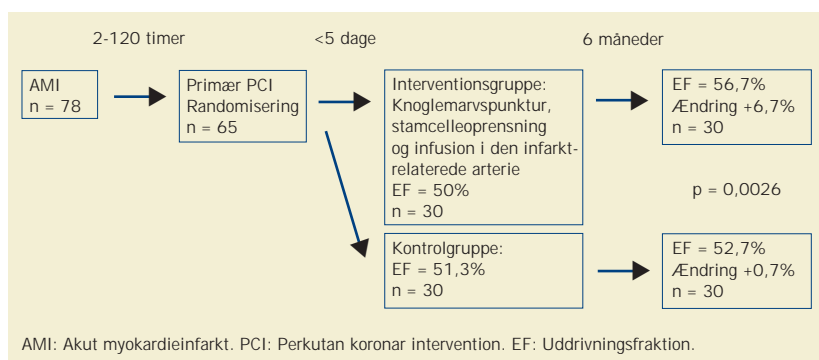 2-120 timer
<5 dage
6 måneder
AMI
n = 78
Primær PCI
Randomisering
n = 65
Interventionsgruppe:
Knoglemarvspunktur,
stamcelleoprensning
og infusion i den infarkt-
relaterede arterie
EF = 50%
n = 30
EF = 56,7%
Ændring +6,7%
n = 30
p = 0,0026
Kontrolgruppe:
EF = 51,3%
n = 30
EF = 52,7%
Ændring +0,7%
n = 30
AMI: Akut myokardieinfarkt. PCI: Perkutan koronar intervention. EF: Uddrivningsfraktion.